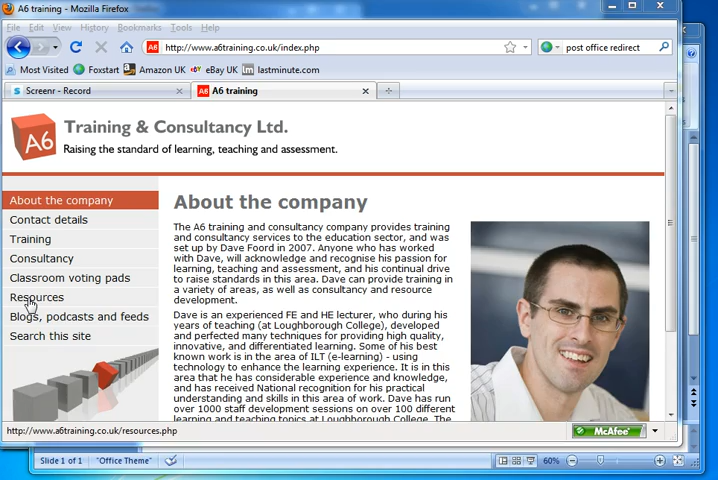 A6 training - Mozilla Firefox
File Edit View History Bookmarks Tools Help
A6 http://www.a6training.co.uk/index.php post office redirect
Most Visited Foxstart Amazon UK eBay UK lastminute.com
S Screenr - Record A6 A6 training
A6 Training & Consultancy Ltd.
Raising the standard of learning, teaching and assessment.
About the company
Contact details
Training
Consultancy
Classroom voting pads
Resources
Blogs, podcasts and feeds
Search this site
About the company
The A6 training and consultancy company provides training
and consultancy services to the education sector, and was
set up by Dave Foord in 2007. Anyone who has worked
with Dave, will acknowledge and recognise his passion for
learning, teaching and assessment, and his continual drive
to raise standards in this area. Dave can provide training in
a variety of areas, as well as consultancy and resource
development.
Dave is an experienced FE and HE lecturer, who during his
years of teaching (at Loughborough College), developed
and perfected many techniques for providing high quality,
innovative, and differentiated learning. Some of his best
known work is in the area of ILT (e-learning) - using
technology to enhance the learning experience. It is in this
area that he has considerable experience and knowledge,
and has received National recognition for his practical
understanding and skills in this area of work. Dave has run
over 1000 staff development sessions on over 100 different
learning and teaching topics at Loughborough College. The
http://www.a6training.co.uk/resources.php McAfee
Slide 1 of 1 "Office Theme" 60%